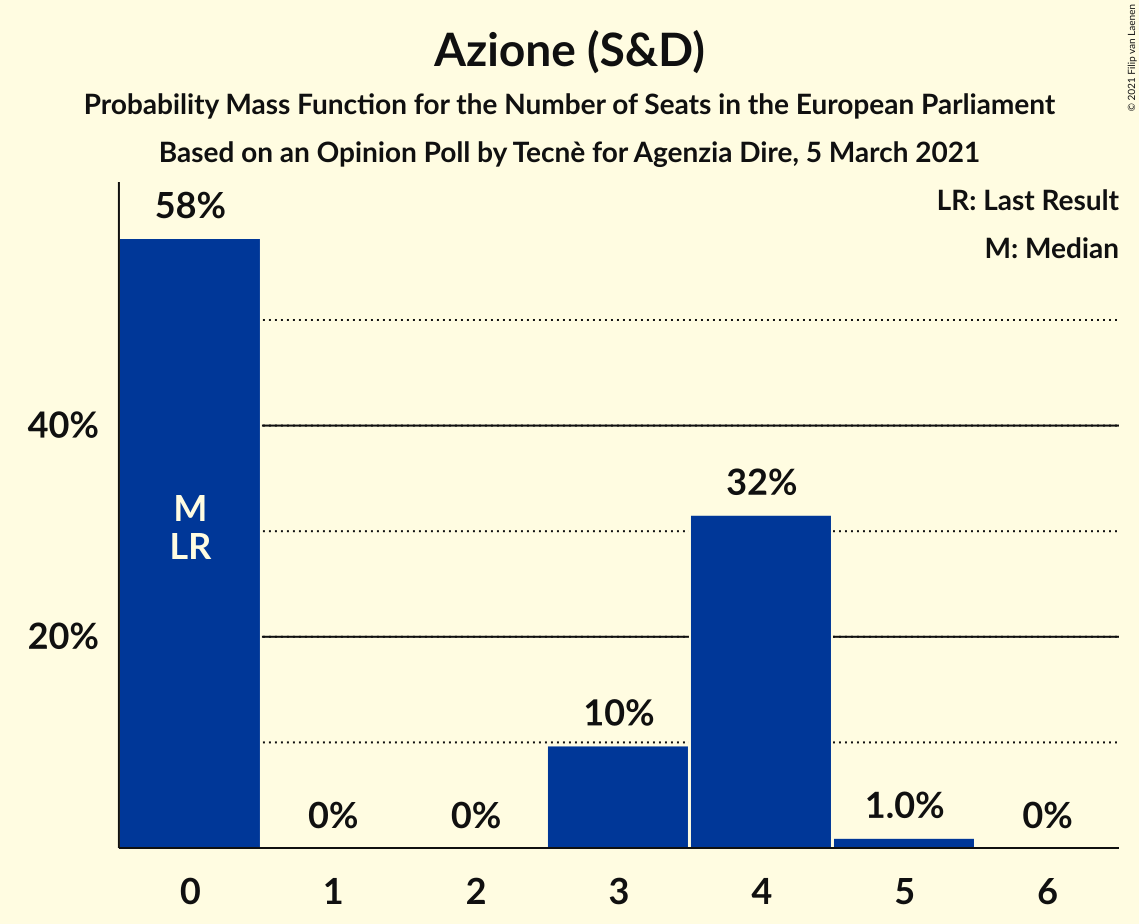 Azione (S&D)
Probability Mass Function for the Number of Seats in the European Parliament
Based on an Opinion Poll by Tecnè for Agenzia Dire, 5 March 2021
© 2021 Filip van Laenen
LR: Last Result
M: Median
58%
40%
20%
M
LR
0%
0%
10%
32%
1.0%
0%
0
1
2
3
4
5
6